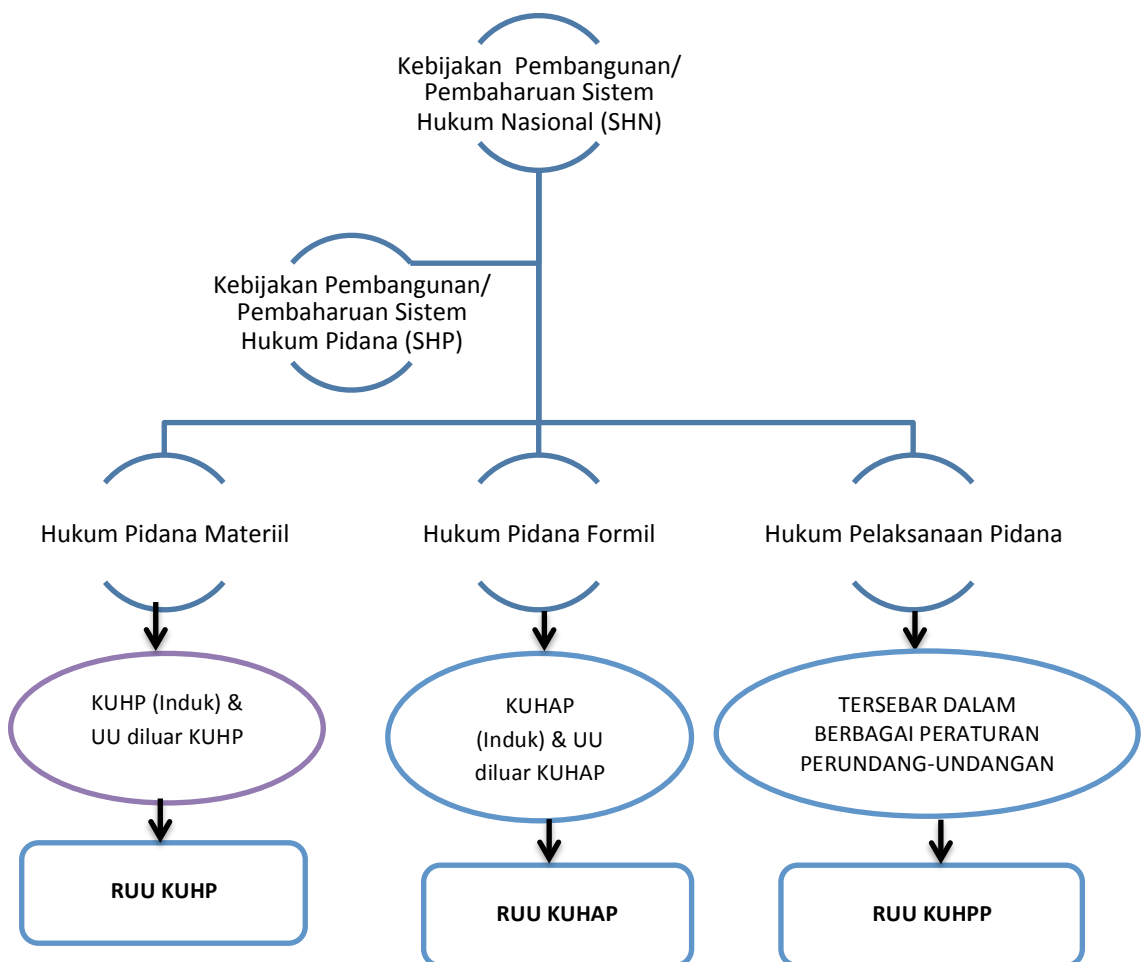 Kebijakan Pembangunan/
Pembaharuan Sistem
Hukum Nasional (SHN)
Kebijakan Pembangunan/
Pembaharuan Sistem
Hukum Pidana (SHP)
Hukum Pidana Materiil
Hukum Pidana Formil
Hukum Pelaksanaan Pidana
KUHP (Induk) &
UU diluar KUHP
KUHAP
(Induk) & UU
diluar KUHAP
TERSEBAR DALAM
BERBAGAI PERATURAN
PERUNDANG-UNDANGAN
RUU KUHP
RUU KUHAP
RUU KUHPP